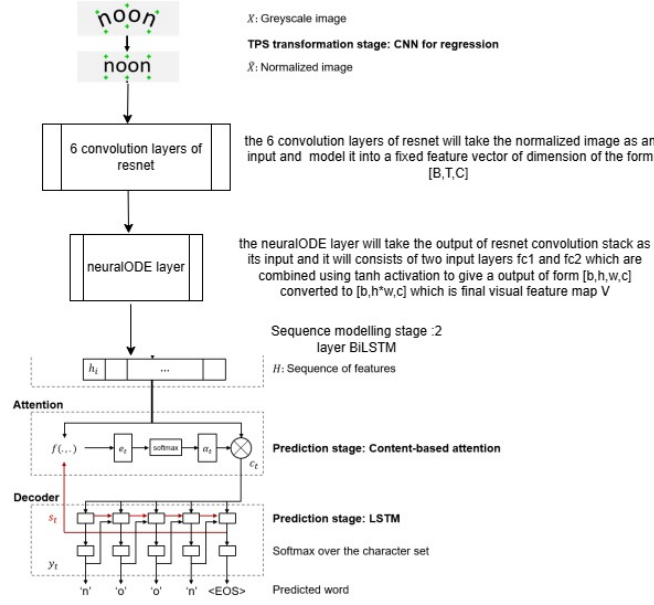 noon
X: Greyscale image
TPS transformation stage: CNN for regression
noon
X̃: Normalized image
6 convolution layers of
resnet
the 6 convolution layers of resnet will take the normalized image as an
input and model it into a fixed feature vector of dimension of the form
[B,T,C]
neuralODE layer
the neuralODE layer will take the output of resnet convolution stack as
its input and it will consists of two input layers fc1 and fc2 which are
combined using tanh activation to give a output of form [b,h,w,c]
converted to [b,h*w,c] which is final visual feature map V
Sequence modelling stage :2
layer BiLSTM
hᵢ ...
H: Sequence of features
Attention
f(.,.) eₜ softmax αₜ
cₜ
Prediction stage: Content-based attention
Decoder
sₜ
Prediction stage: LSTM
Softmax over the character set
yₜ
'n' 'o' 'o' 'n' <EOS>
Predicted word